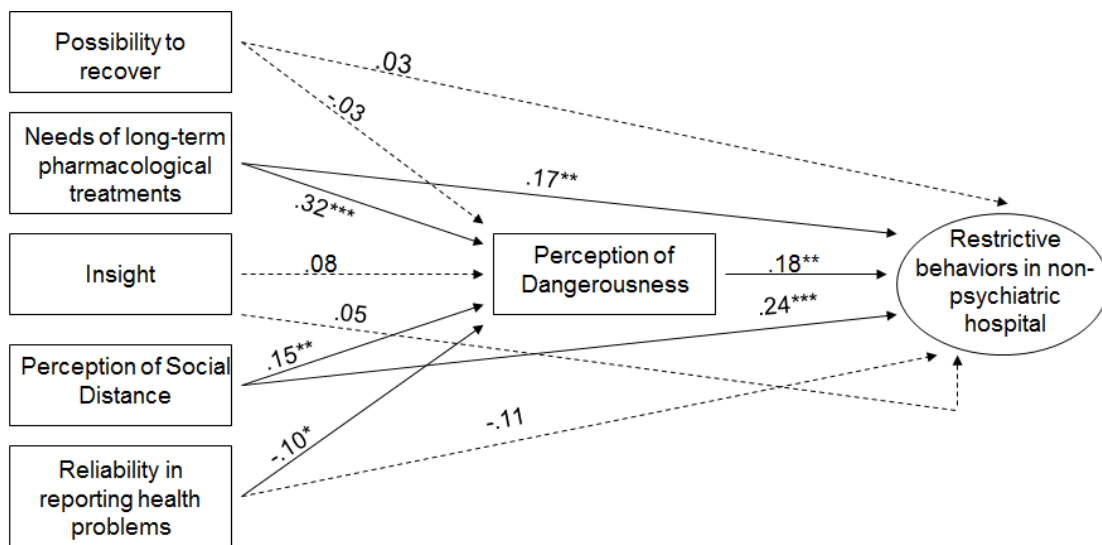 Possibility to
recover
Needs of long-term
pharmacological
treatments
Insight
Perception of Social
Distance
Reliability in
reporting health
problems
.03
-.03
.17**
.32***
.08
.05
.15**
-.10*
-.11
Perception of
Dangerousness
.18**
.24***
Restrictive
behaviors in non-
psychiatric
hospital